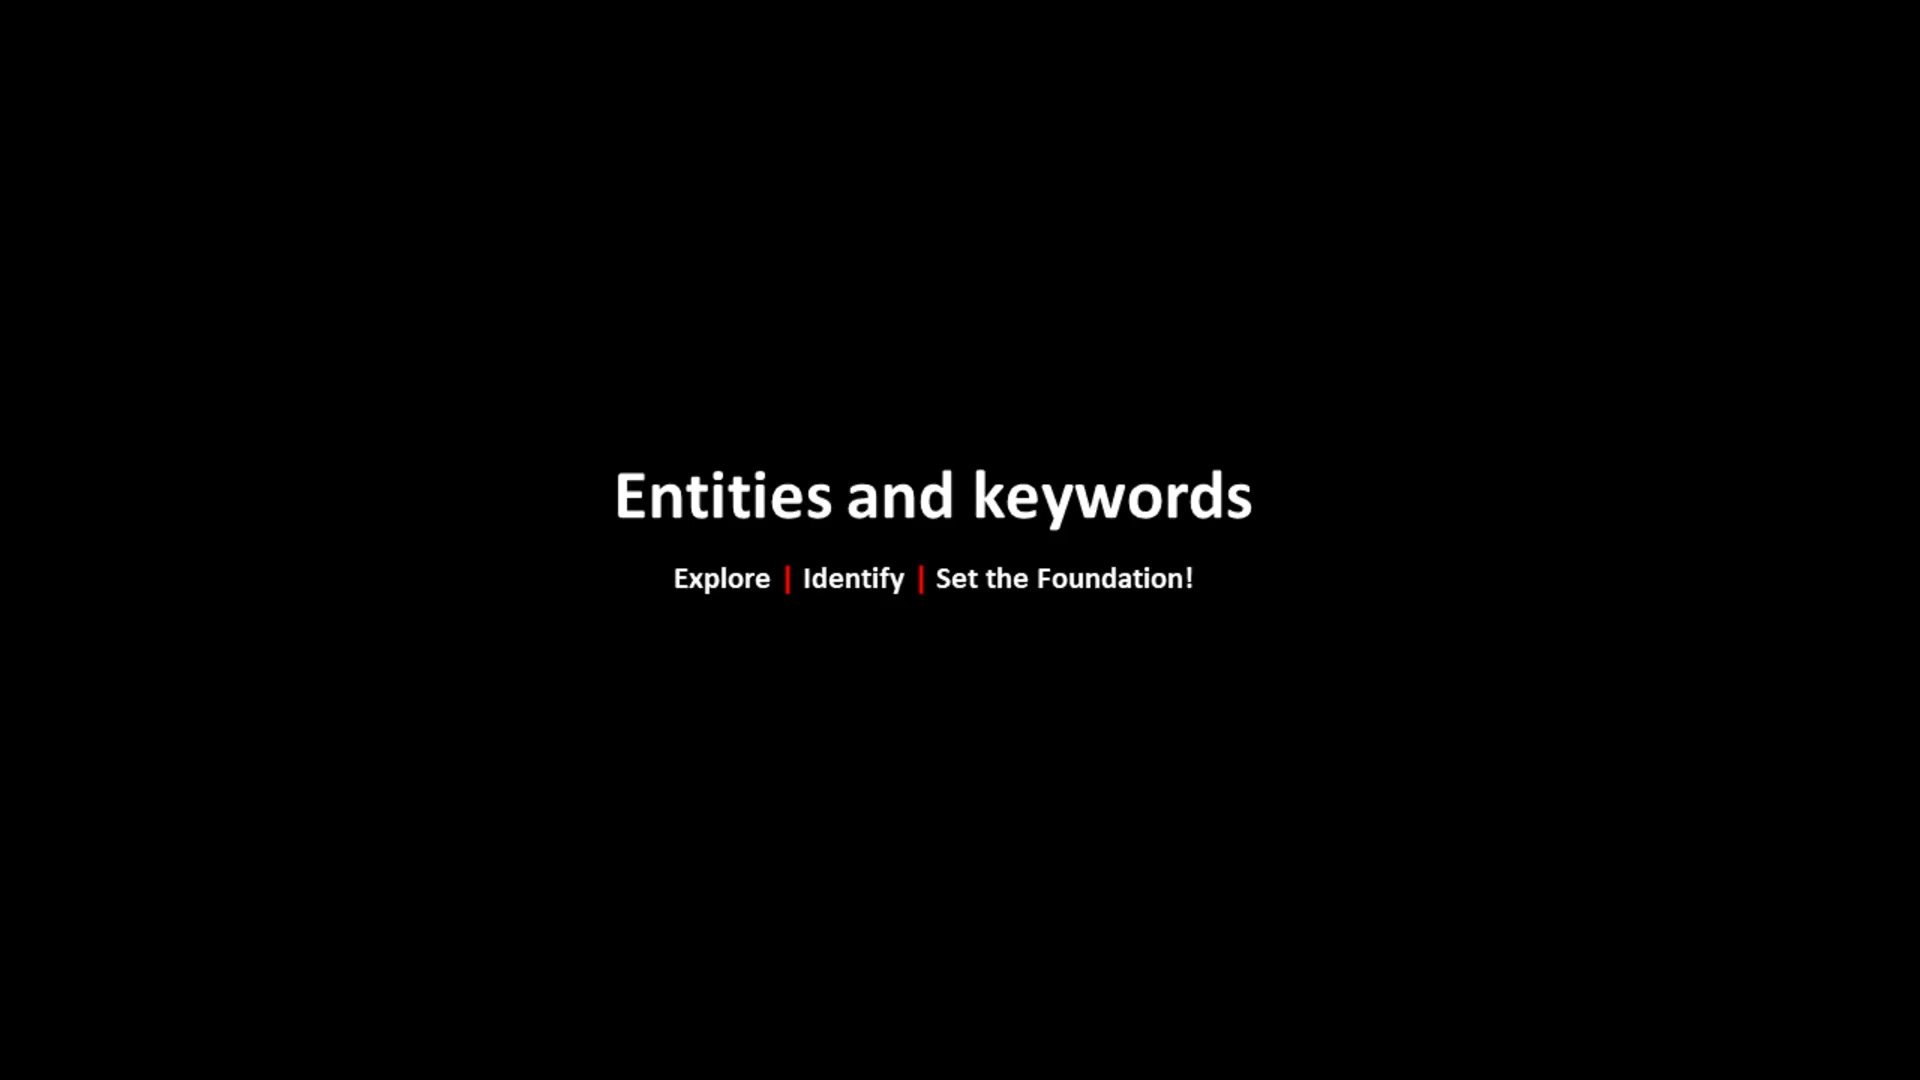 Entities and keywords
Explore | Identify | Set the Foundation!